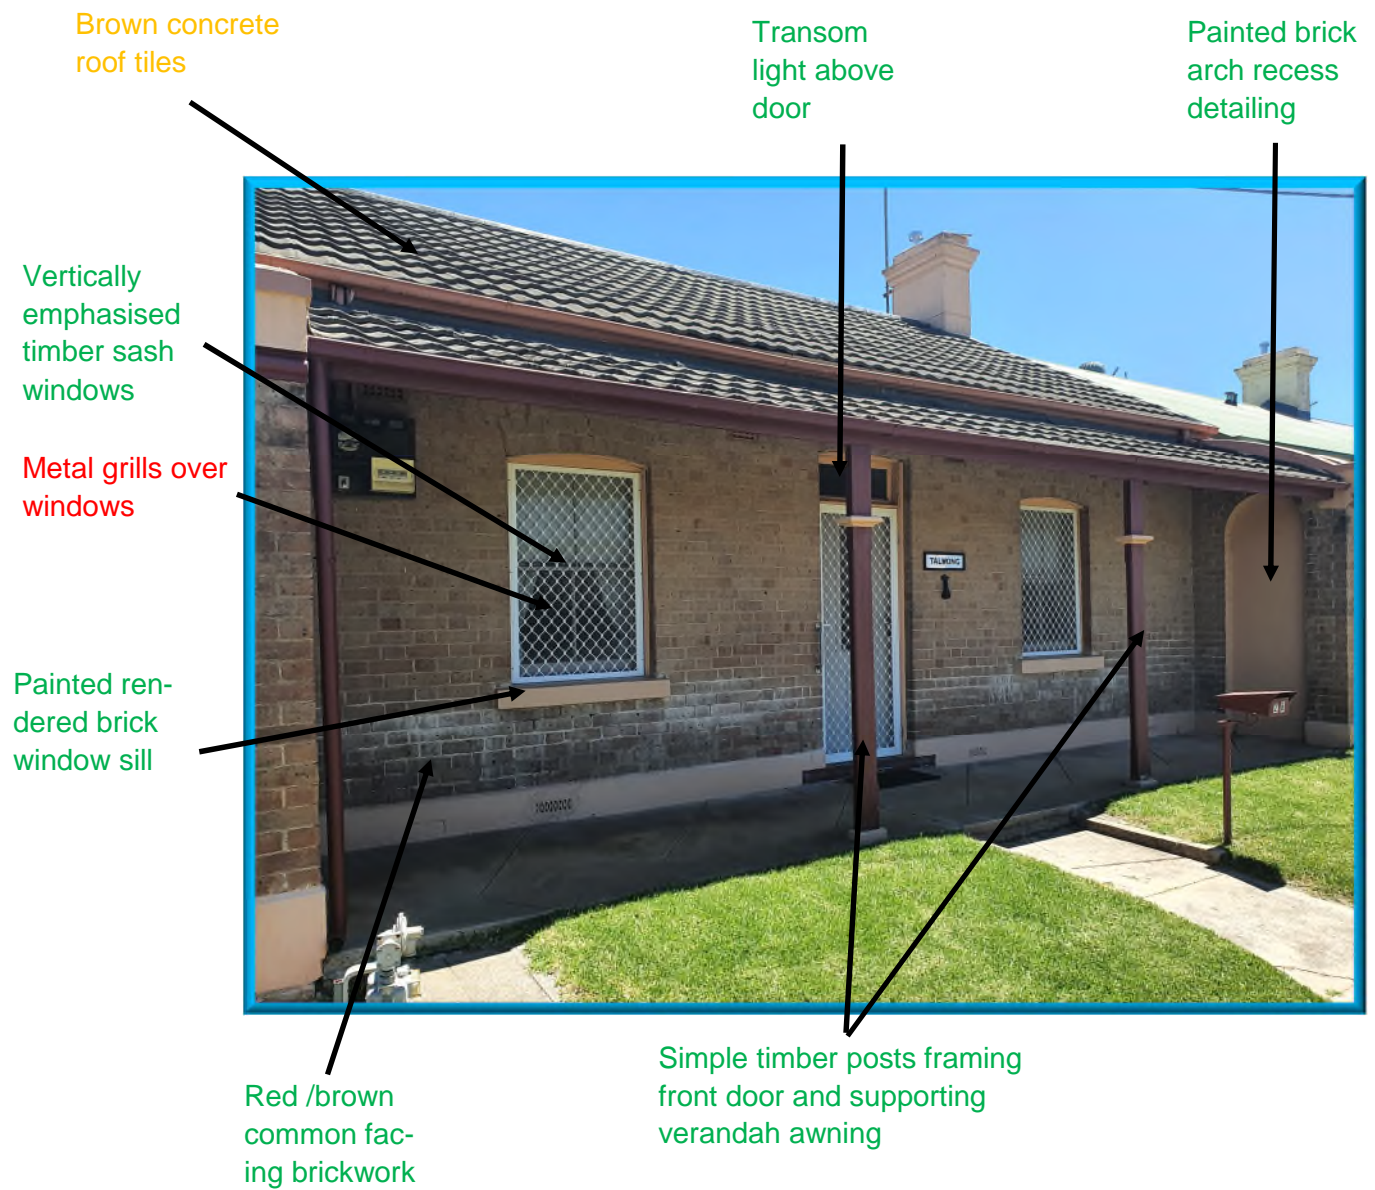 Brown concrete
roof tiles
Transom
light above
door
Painted brick
arch recess
detailing
Vertically
emphasised
timber sash
windows
Metal grills over
windows
TALMONG
Painted ren-
dered brick
window sill
Red /brown
common fac-
ing brickwork
Simple timber posts framing
front door and supporting
verandah awning